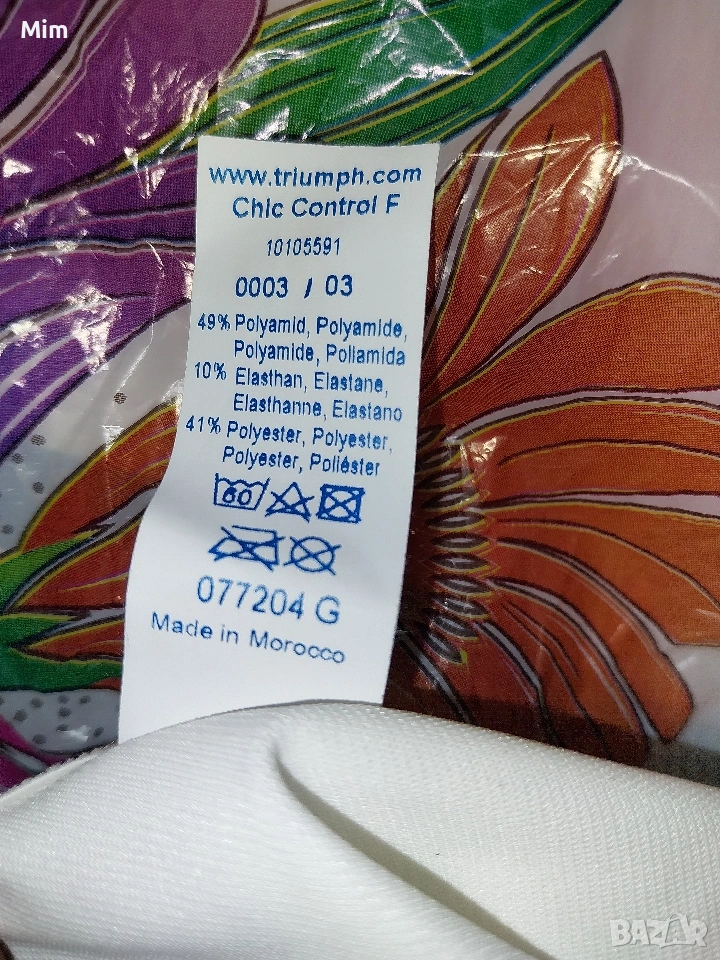 Mim
www.triumph.com
Chic Control F
10105591
0003 / 03
49% Polyamid, Polyamide,
Polyamide, Poliamida
10% Elasthan, Elastane,
Elasthanne, Elastano
41% Polyester, Polyester,
Polyester, Poliéster
60
077204 G
Made in Morocco
BAZAR